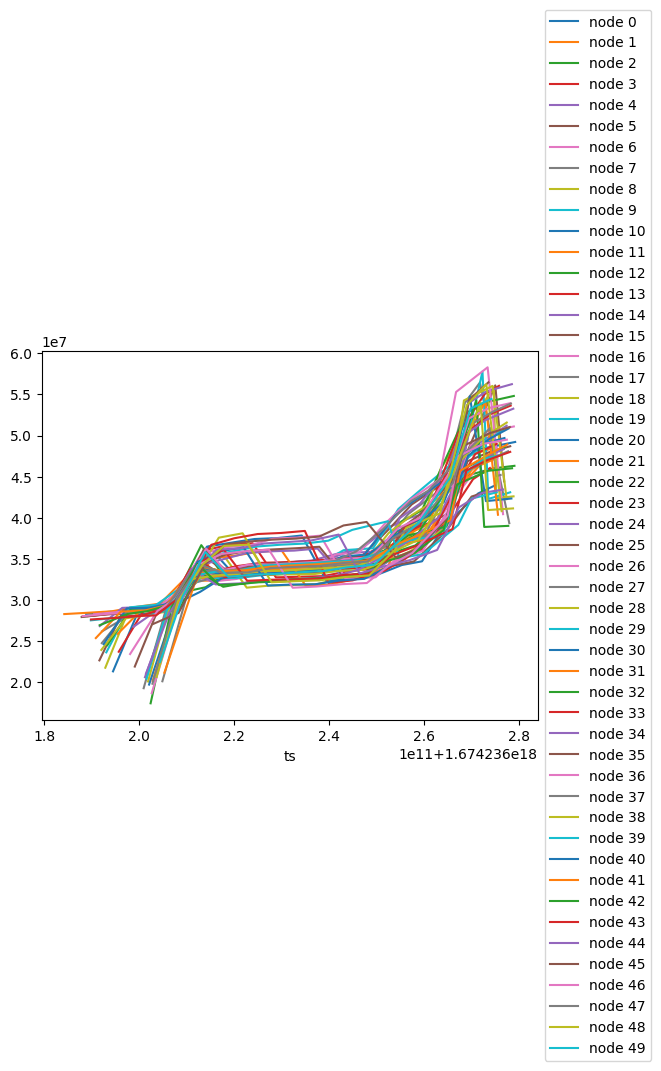 1e7
6.0
5.5
5.0
4.5
4.0
3.5
3.0
2.5
2.0
1.8
2.0
2.2
2.4
2.6
2.8
1e11+1.674236e18
ts
node 0
node 1
node 2
node 3
node 4
node 5
node 6
node 7
node 8
node 9
node 10
node 11
node 12
node 13
node 14
node 15
node 16
node 17
node 18
node 19
node 20
node 21
node 22
node 23
node 24
node 25
node 26
node 27
node 28
node 29
node 30
node 31
node 32
node 33
node 34
node 35
node 36
node 37
node 38
node 39
node 40
node 41
node 42
node 43
node 44
node 45
node 46
node 47
node 48
node 49